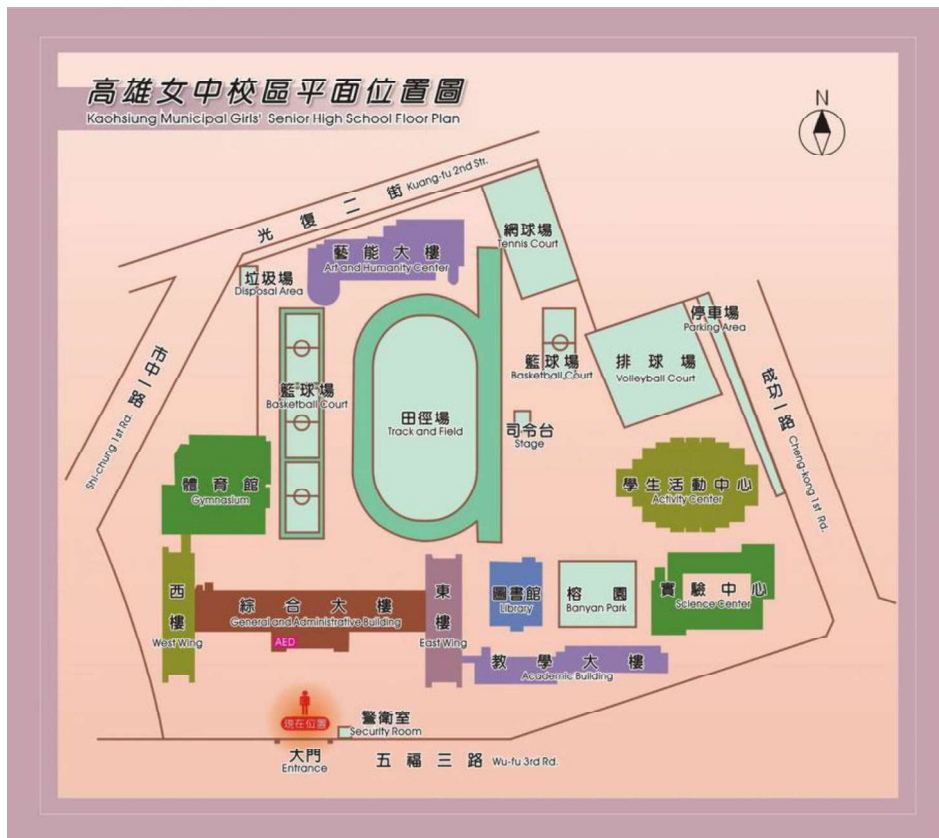 高雄女中校區平面位置圖
Kaohsiung Municipal Girls' Senior High School Floor Plan
N
光復二街 Kuang-fu 2nd Str.
網球場
Tennis Court
藝能大樓
Art and Humanity Center
垃圾場
Disposal Area
停車場
Parking Area
市中一路 Shi-chung 1st Rd.
籃球場
Basketball Court
籃球場
Basketball Court
排球場
Volleyball Court
成功一路 Cheng-kong 1st Rd.
田徑場
Track and Field
司令台
Stage
體育館
Gymnasium
學生活動中心
Activity Center
西樓
West Wing
綜合大樓
General and Administrative Building
AED
東樓
East Wing
圖書館
Library
榕園
Banyan Park
實驗中心
Science Center
教學大樓
Academic Building
現在位置
警衛室
Security Room
大門
Entrance
五福三路 Wu-fu 3rd Rd.